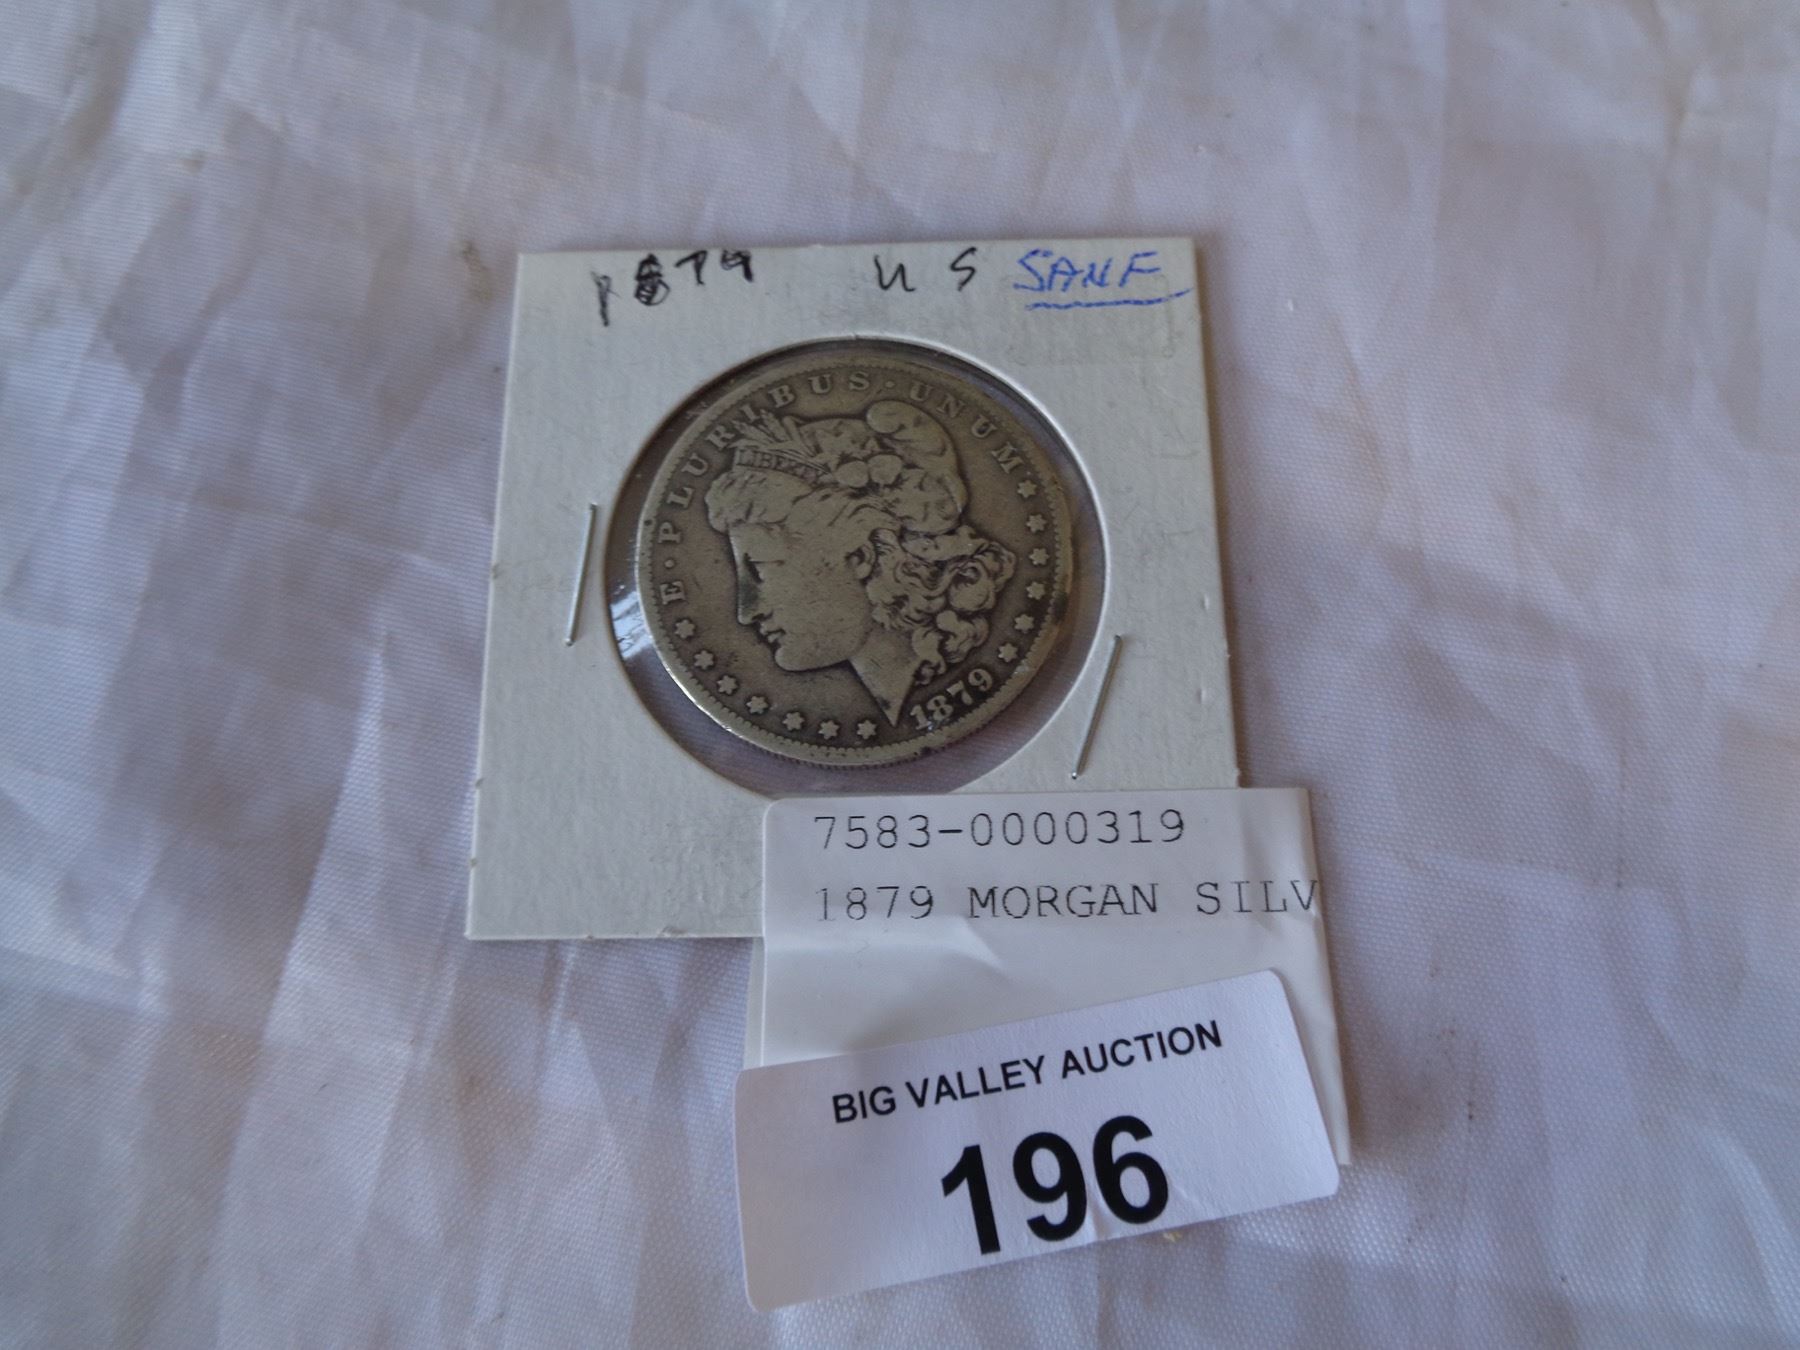 1879 US SANF
E·PLURIBUS·UNUM
LIBERTY
1879
7583-0000319
1879 MORGAN SILV
BIG VALLEY AUCTION
196